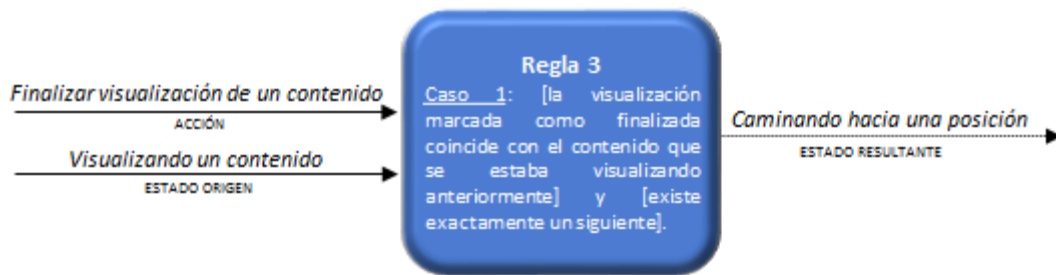 Finalizar visualización de un contenido
ACCIÓN
Visualizando un contenido
ESTADO ORIGEN
Regla 3
Caso 1: [la visualización
marcada como finalizada
coincide con el contenido que
se estaba visualizando
anteriormente] y [existe
exactamente un siguiente].
Caminando hacia una posición
ESTADO RESULTANTE